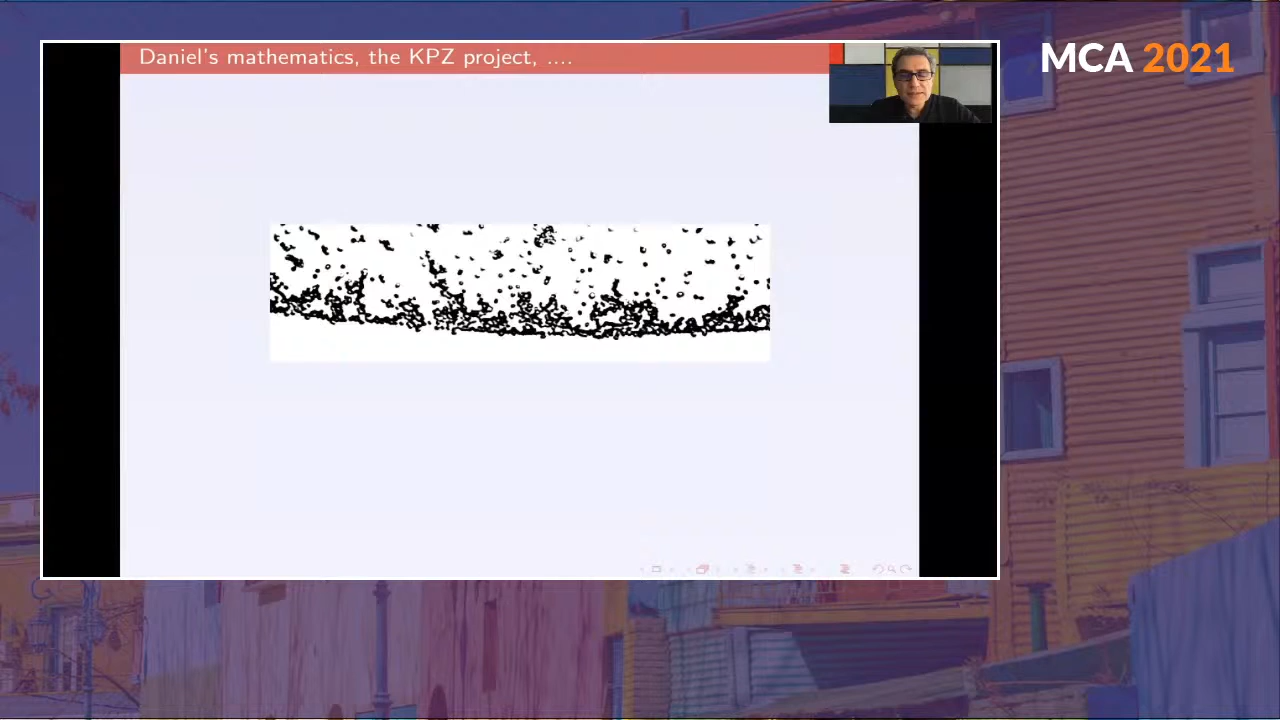 Daniel's mathematics, the KPZ project, ....
MCA 2021